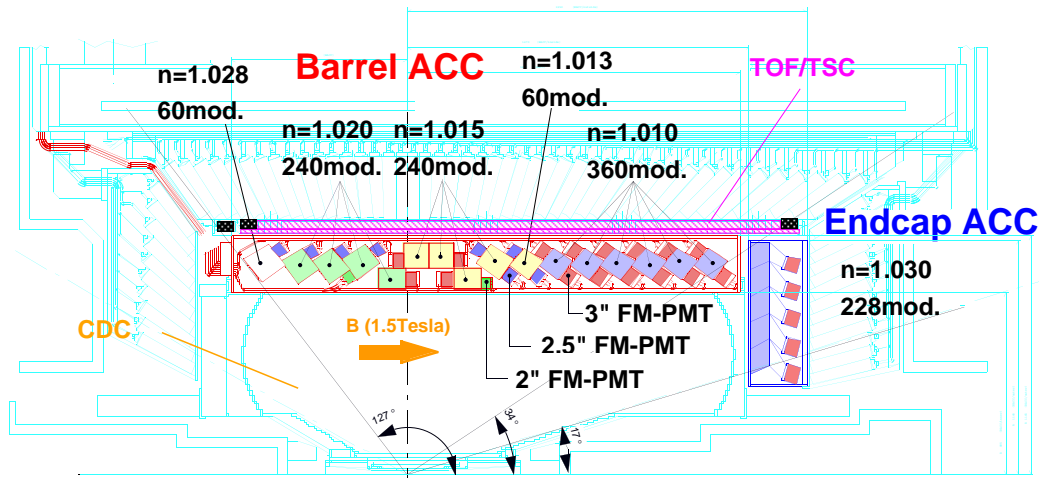 Barrel ACC
n=1.013
60mod.
TOF/TSC
n=1.028
60mod.
n=1.020
240mod.
n=1.015
240mod.
n=1.010
360mod.
Endcap ACC
n=1.030
228mod.
3" FM-PMT
2.5" FM-PMT
2" FM-PMT
B (1.5Tesla)
CDC
127°
34°
17°